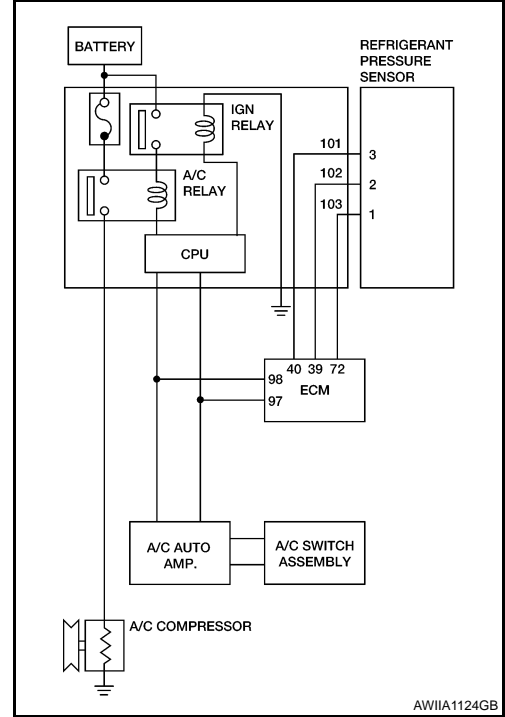 BATTERY
REFRIGERANT
PRESSURE
SENSOR
IGN
RELAY
101
3
A/C
RELAY
102
2
103
1
CPU
40 39 72
98
ECM
97
A/C AUTO
AMP.
A/C SWITCH
ASSEMBLY
A/C COMPRESSOR
AWIIA1124GB